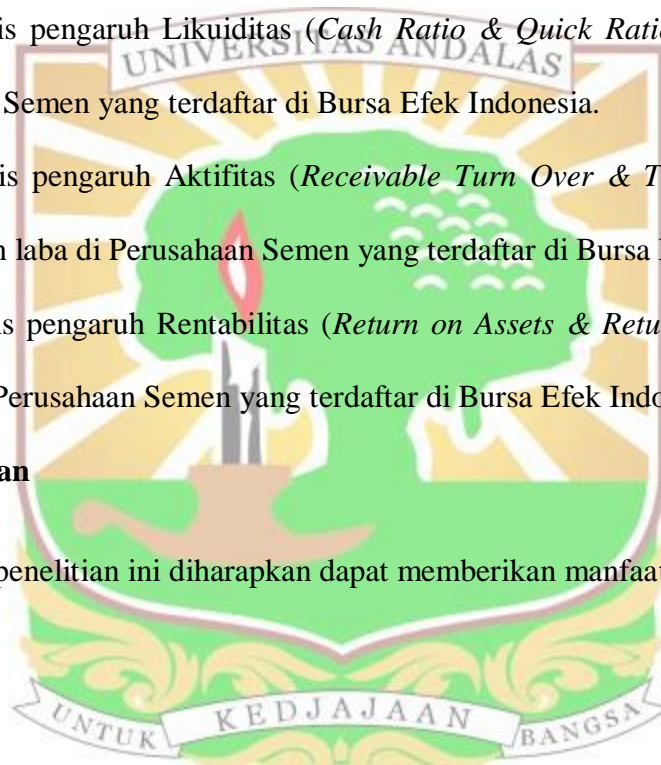 is pengaruh Likuiditas (Cash Ratio & Quick Ratio
UNIVERSITAS ANDALAS
Semen yang terdaftar di Bursa Efek Indonesia.
is pengaruh Aktifitas (Receivable Turn Over & T
n laba di Perusahaan Semen yang terdaftar di Bursa
is pengaruh Rentabilitas (Return on Assets & Retu
Perusahaan Semen yang terdaftar di Bursa Efek Indo
an
penelitian ini diharapkan dapat memberikan manfaat
UNTUK KEDJAJAAN BANGSA